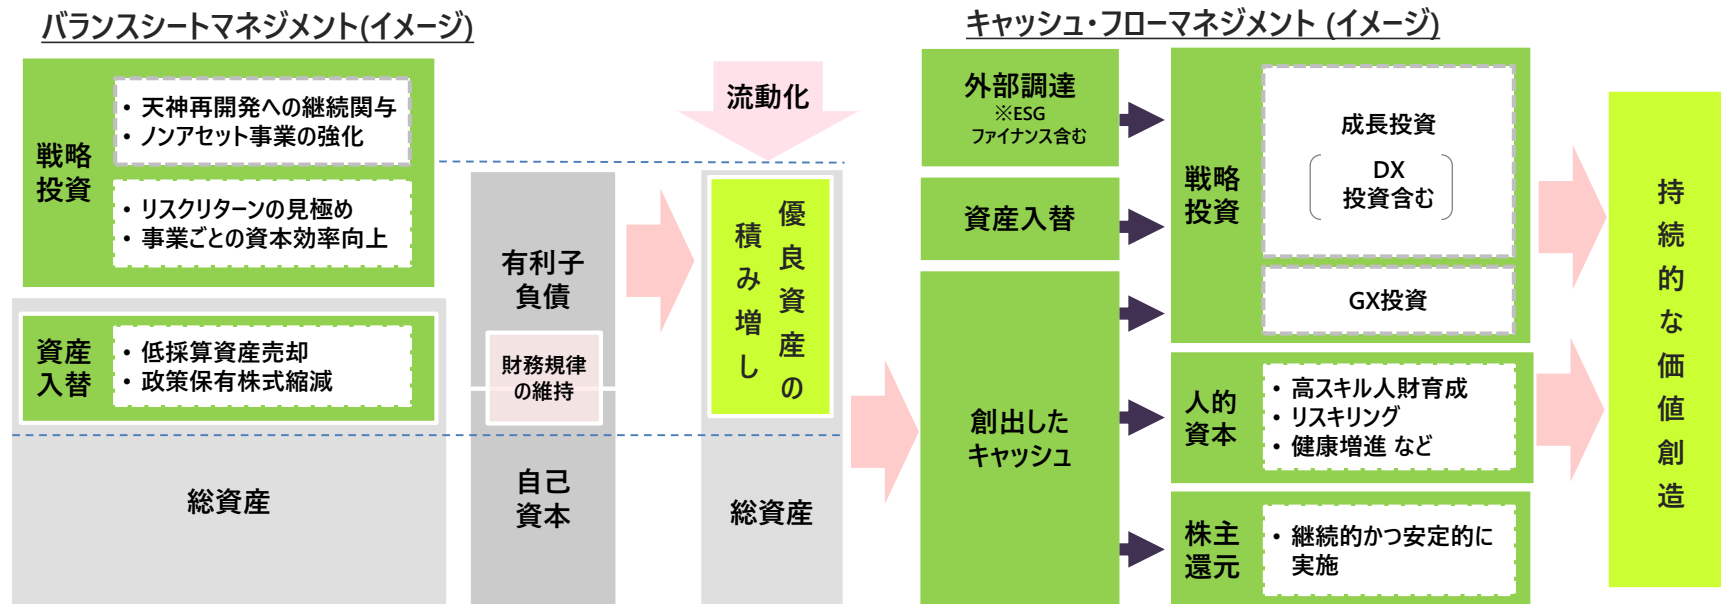 バランスシートマネジメント(イメージ)
戦略
投資
• 天神再開発への継続関与
• ノンアセット事業の強化
• リスクリターンの見極め
• 事業ごとの資本効率向上
資産
入替
• 低採算資産売却
• 政策保有株式縮減
総資産
有利子
負債
財務規律
の維持
自己
資本
流動化
優良資産の
積み増し
総資産
キャッシュ・フローマネジメント (イメージ)
外部調達
※ESG
ファイナンス含む
資産入替
創出した
キャッシュ
戦略
投資
成長投資
DX
投資含む
GX投資
人的
資本
• 高スキル人財育成
• リスキリング
• 健康増進 など
株主
還元
• 継続的かつ安定的に
実施
持続的な価値創造